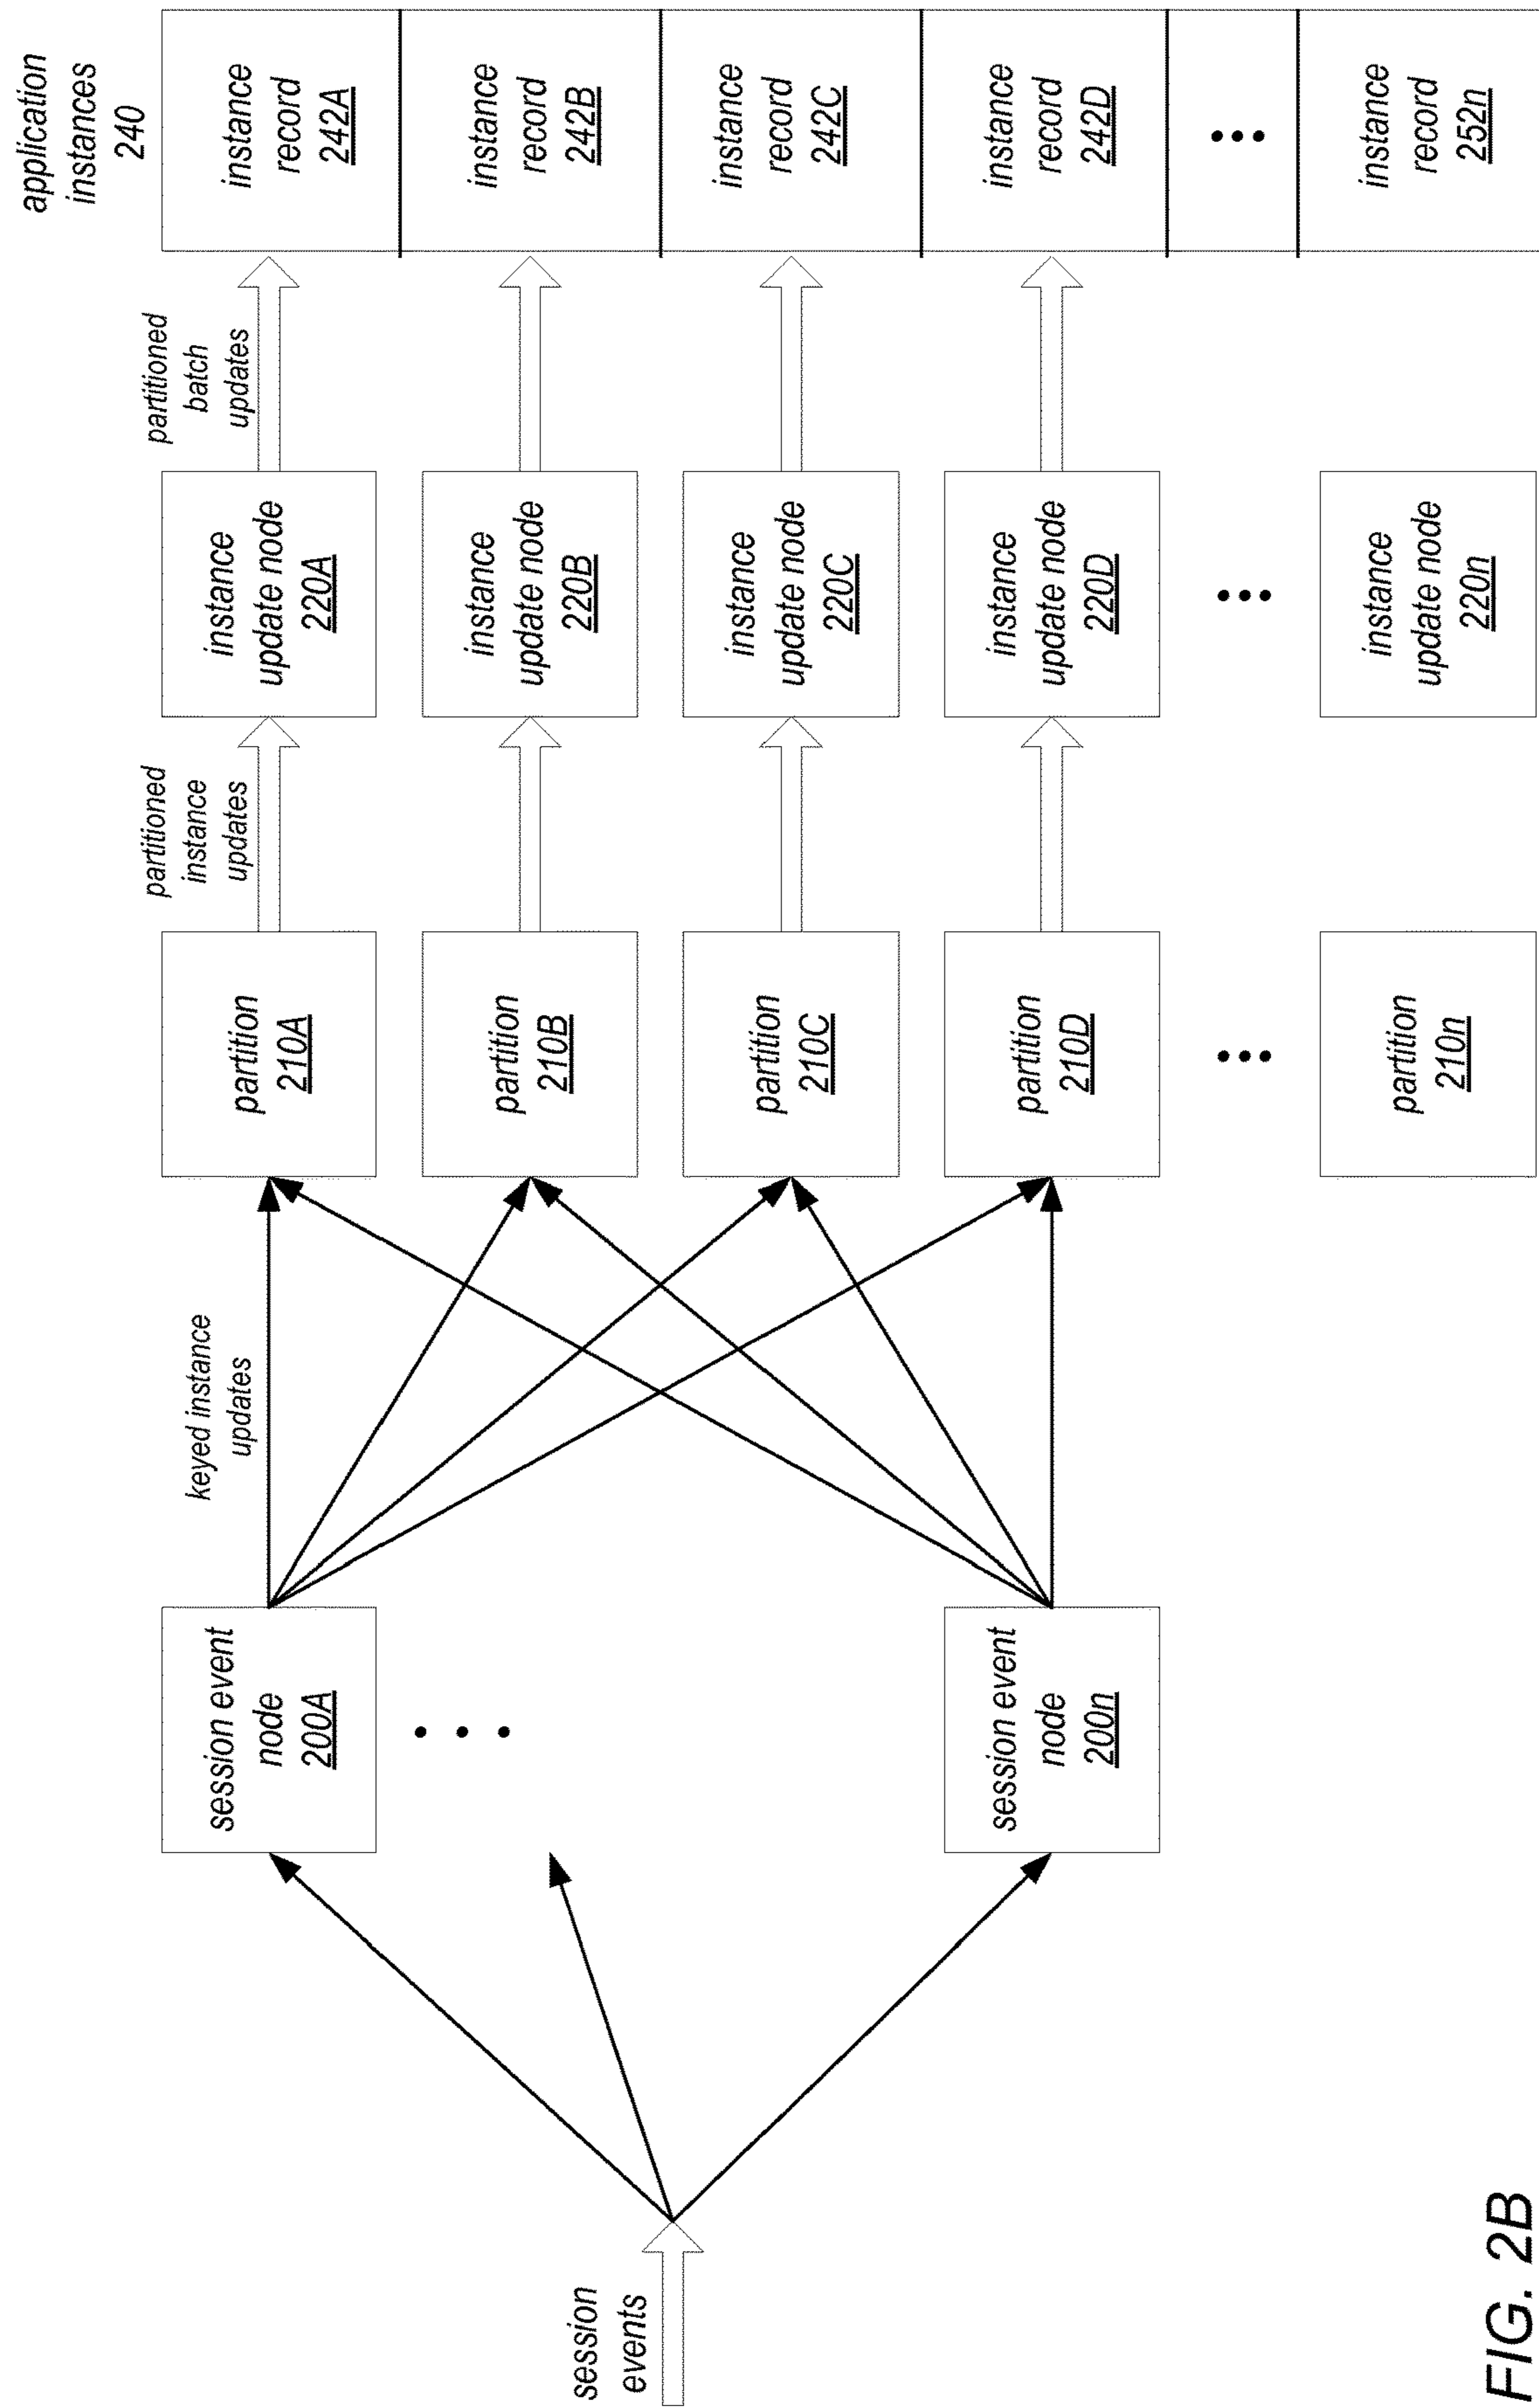 application
instances
240
session
events
session event
node
200A
session event
node
200n
keyed instance
updates
partition
210A
partition
210B
partition
210C
partition
210D
partition
210n
partitioned
instance
updates
instance
update node
220A
instance
update node
220B
instance
update node
220C
instance
update node
220D
instance
update node
220n
partitioned
batch
updates
instance
record
242A
instance
record
242B
instance
record
242C
instance
record
242D
instance
record
252n
FIG. 2B